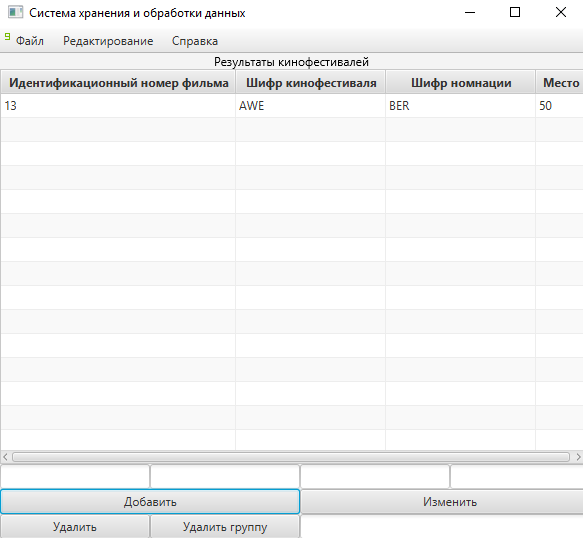 Система хранения и обработки данных
Файл Редактирование Справка
Результаты кинофестивалей
Идентификационный номер фильма Шифр кинофестиваля Шифр номнации Место
13 AWE BER 50
Добавить Изменить
Удалить Удалить группу